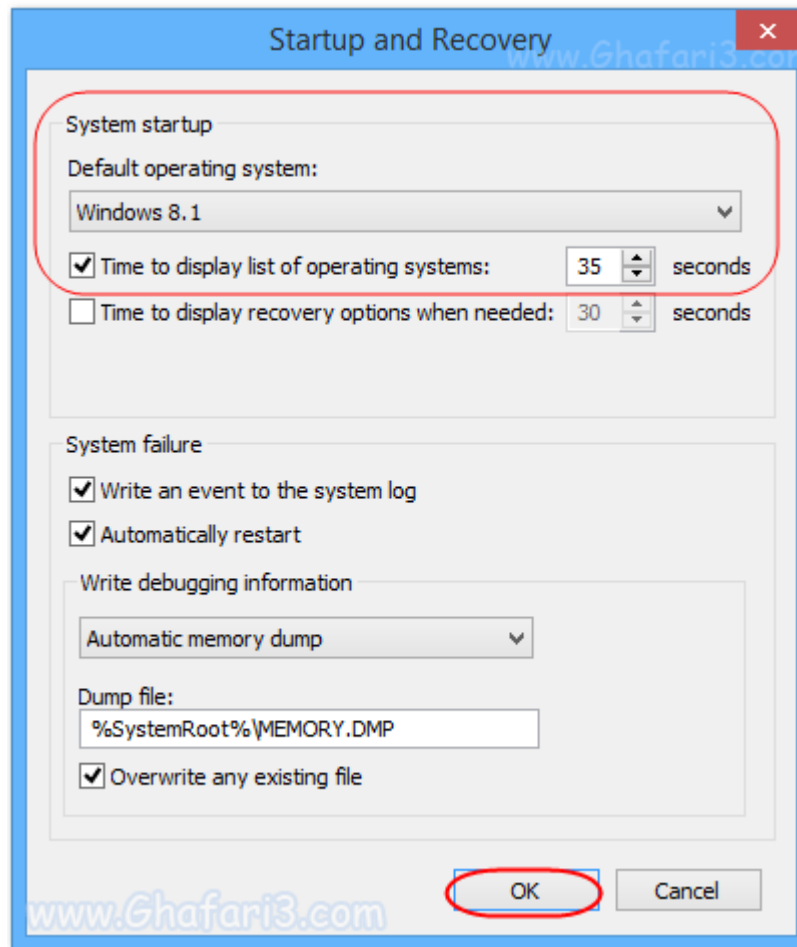 Startup and Recovery
www.Ghafari3.com
System startup
Default operating system:
Windows 8.1
Time to display list of operating systems: 35 seconds
Time to display recovery options when needed: 30 seconds
System failure
Write an event to the system log
Automatically restart
Write debugging information
Automatic memory dump
Dump file:
%SystemRoot%\MEMORY.DMP
Overwrite any existing file
OK Cancel
www.Ghafari3.com